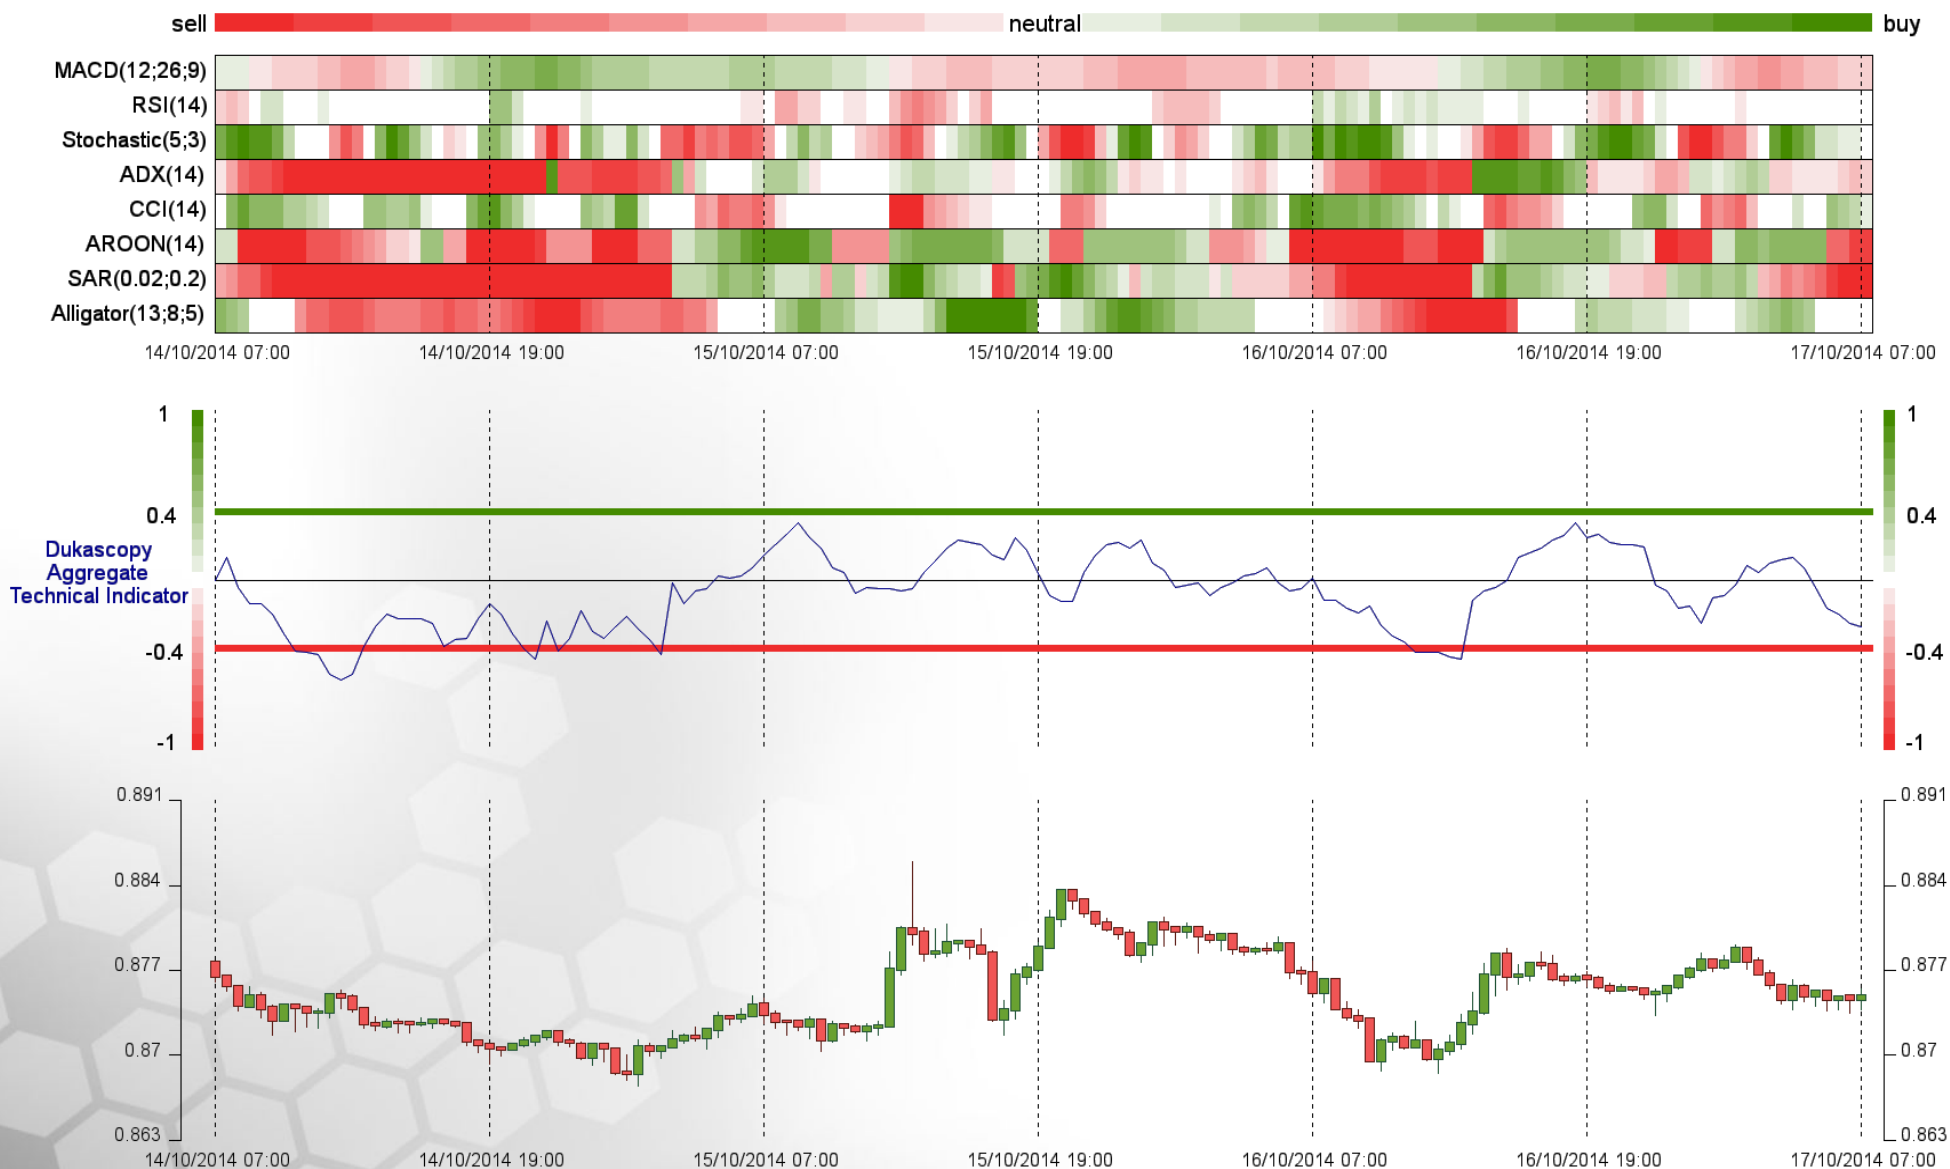 sell neutral buy
MACD(12;26;9)
RSI(14)
Stochastic(5;3)
ADX(14)
CCI(14)
AROON(14)
SAR(0.02;0.2)
Alligator(13;8;5)
14/10/2014 07:00 14/10/2014 19:00 15/10/2014 07:00 15/10/2014 19:00 16/10/2014 07:00 16/10/2014 19:00 17/10/2014 07:00
1 1
0.4 0.4
Dukascopy
Aggregate
Technical Indicator
-0.4 -0.4
-1 -1
0.891 0.891
0.884 0.884
0.877 0.877
0.87 0.87
0.863 0.863
14/10/2014 07:00 14/10/2014 19:00 15/10/2014 07:00 15/10/2014 19:00 16/10/2014 07:00 16/10/2014 19:00 17/10/2014 07:00